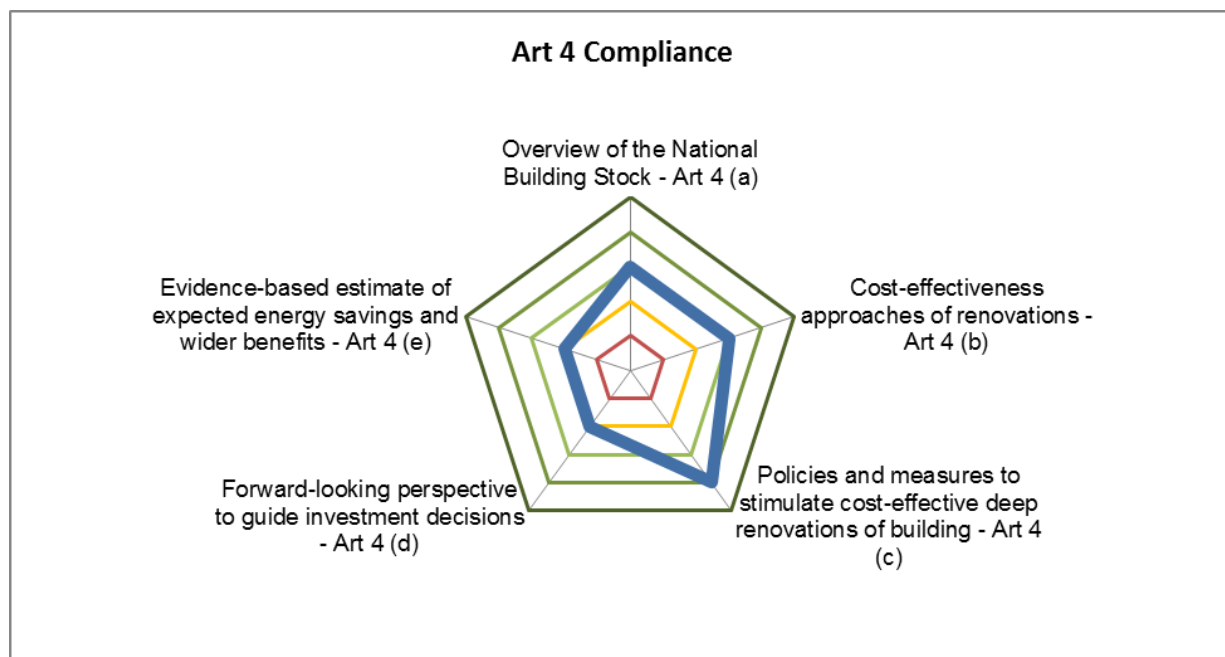 Art 4 Compliance
Overview of the National
Building Stock - Art 4 (a)
Cost-effectiveness
approaches of renovations -
Art 4 (b)
Policies and measures to
stimulate cost-effective deep
renovations of building - Art 4
(c)
Forward-looking perspective
to guide investment decisions
- Art 4 (d)
Evidence-based estimate of
expected energy savings and
wider benefits - Art 4 (e)